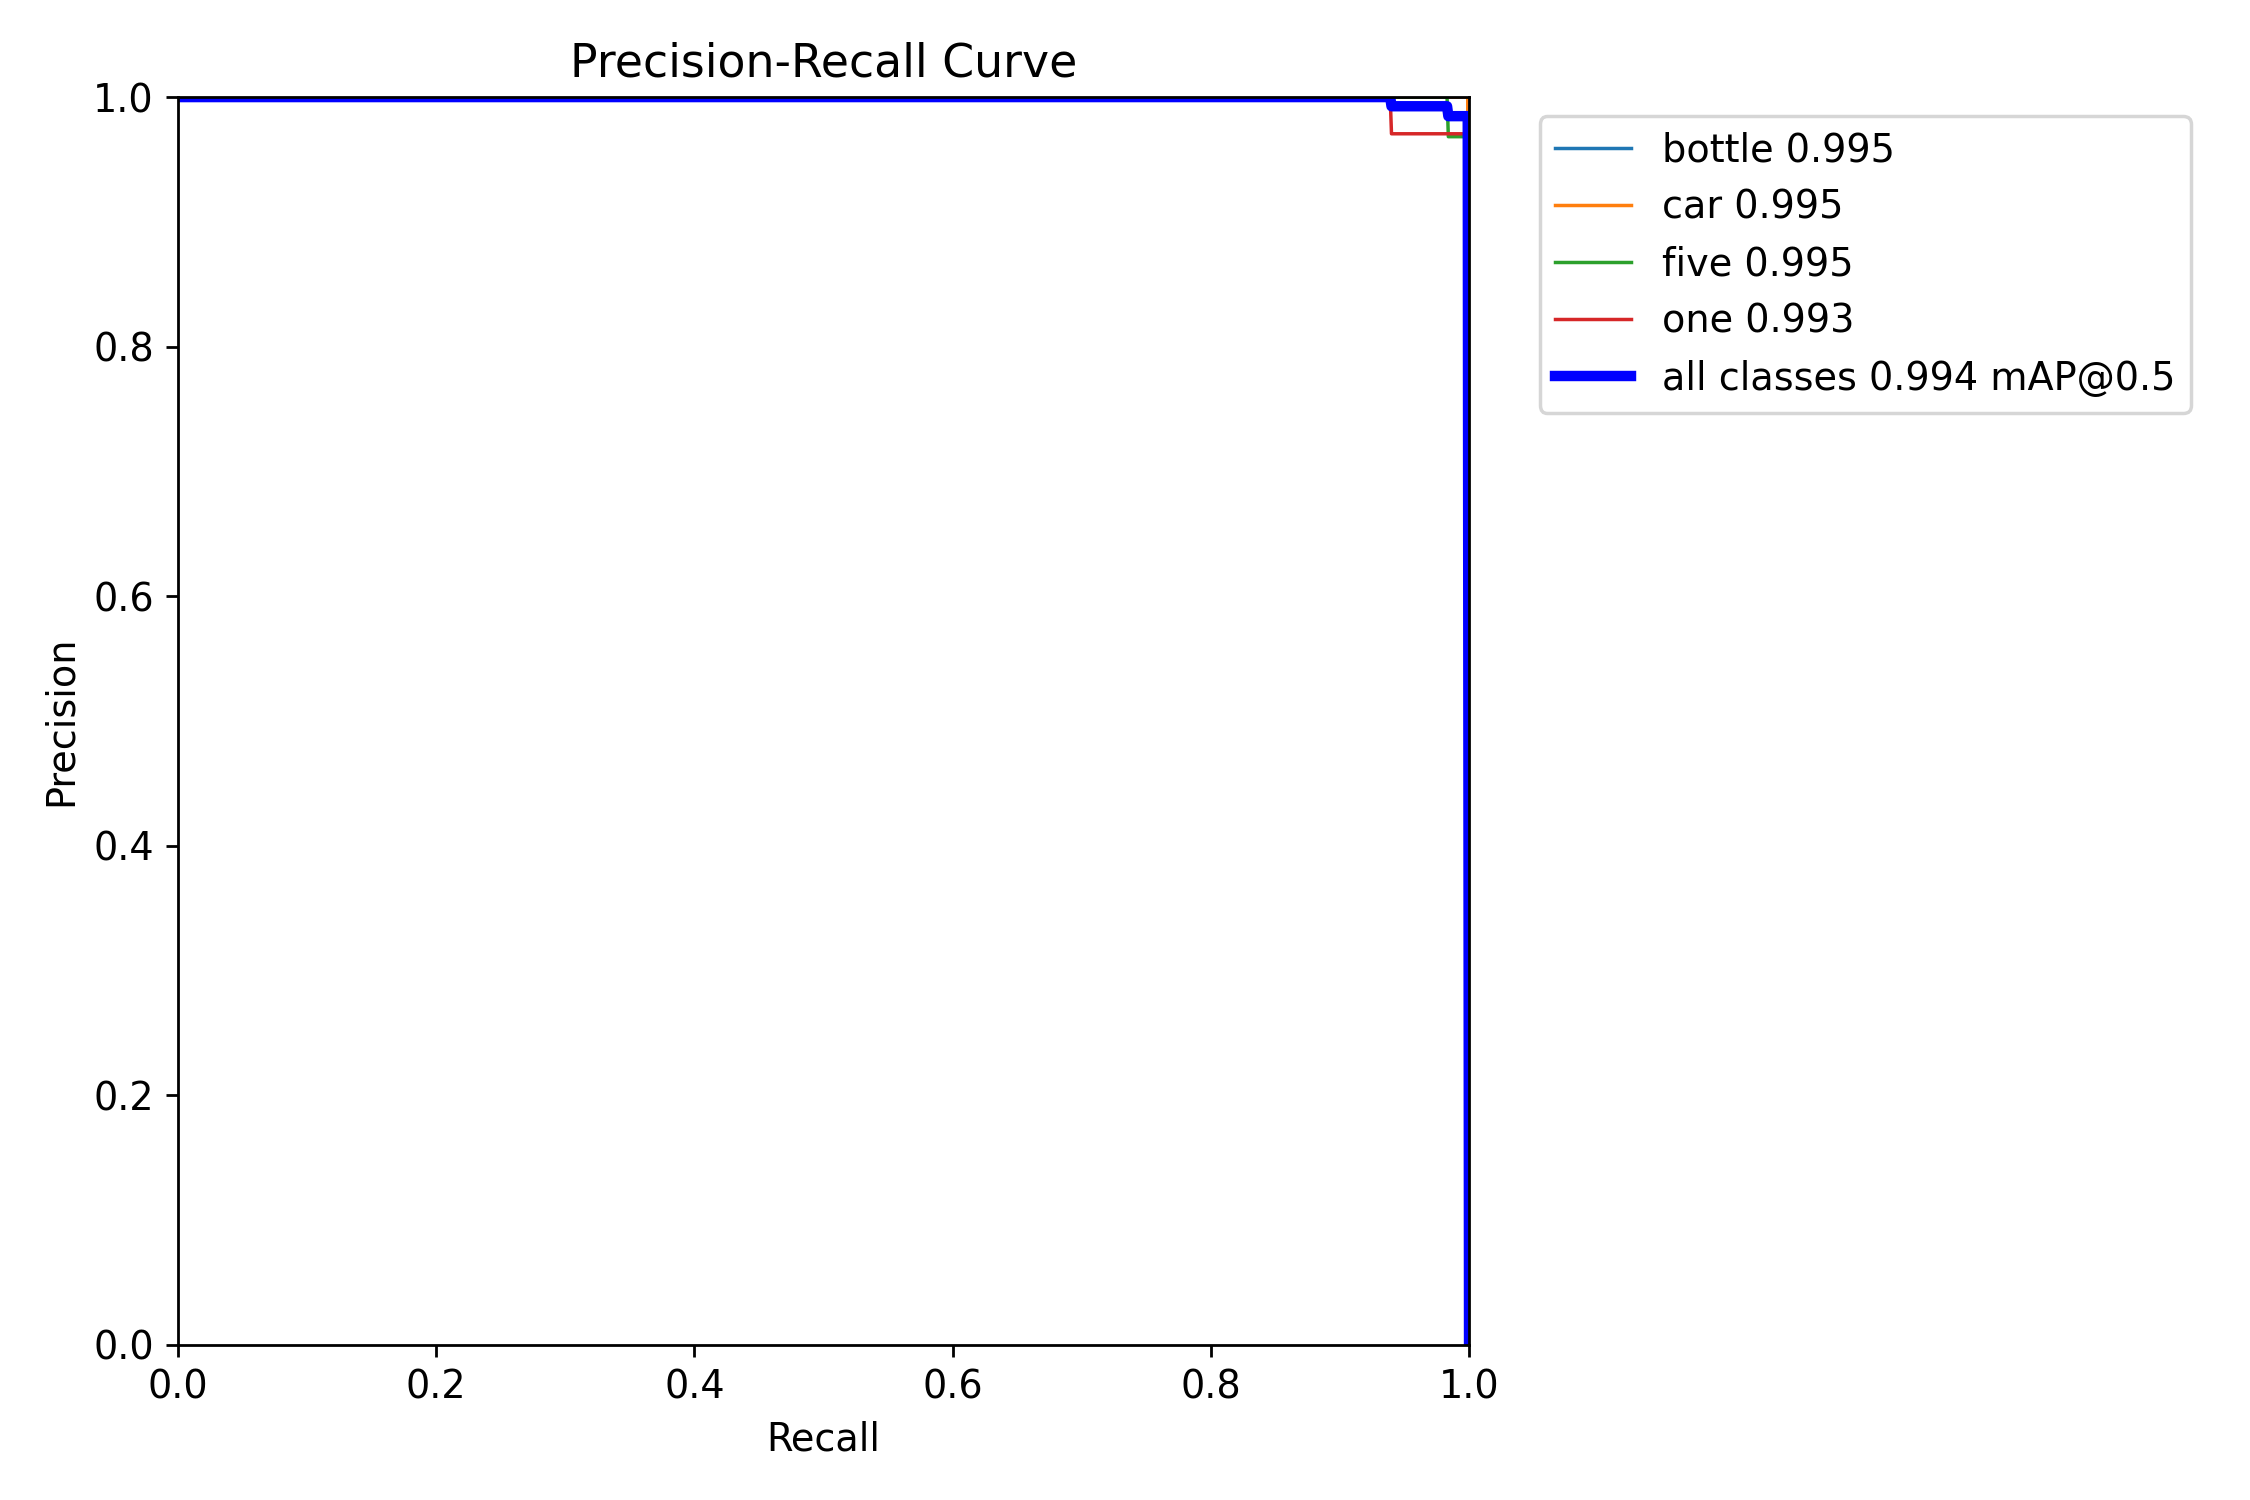 Precision-Recall Curve
1.0
0.8
0.6
0.4
0.2
0.0
Precision
0.0 0.2 0.4 0.6 0.8 1.0
Recall
bottle 0.995
car 0.995
five 0.995
one 0.993
all classes 0.994 mAP@0.5